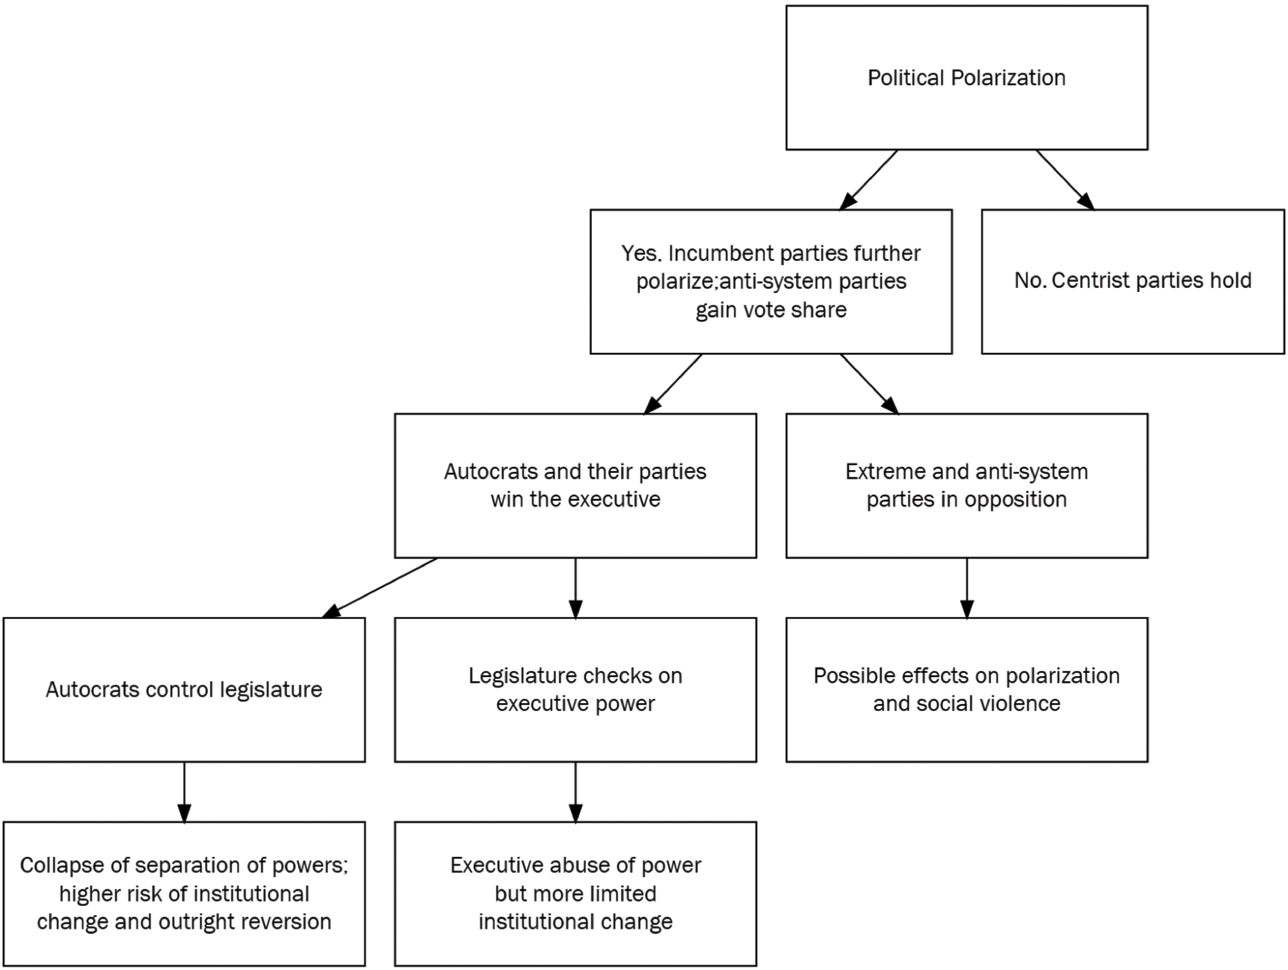 Political Polarization
Yes. Incumbent parties further
polarize;anti-system parties
gain vote share
No. Centrist parties hold
Autocrats and their parties
win the executive
Extreme and anti-system
parties in opposition
Autocrats control legislature
Legislature checks on
executive power
Possible effects on polarization
and social violence
Collapse of separation of powers;
higher risk of institutional
change and outright reversion
Executive abuse of power
but more limited
institutional change